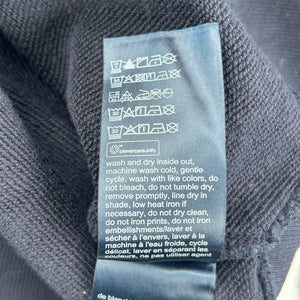 clevercare.info
wash and dry inside out,
machine wash cold, gentle
cycle, wash with like colors, do
not bleach, do not tumble dry,
remove promptly, line dry in
shade, low heat iron if
necessary, do not dry clean,
do not iron prints, do not iron
embellishments/laver et
sécher à l'envers, laver à la
machine à l'eau froide, cycle
délicat, laver en séparant les
couleurs, ne pas utiliser agent
de